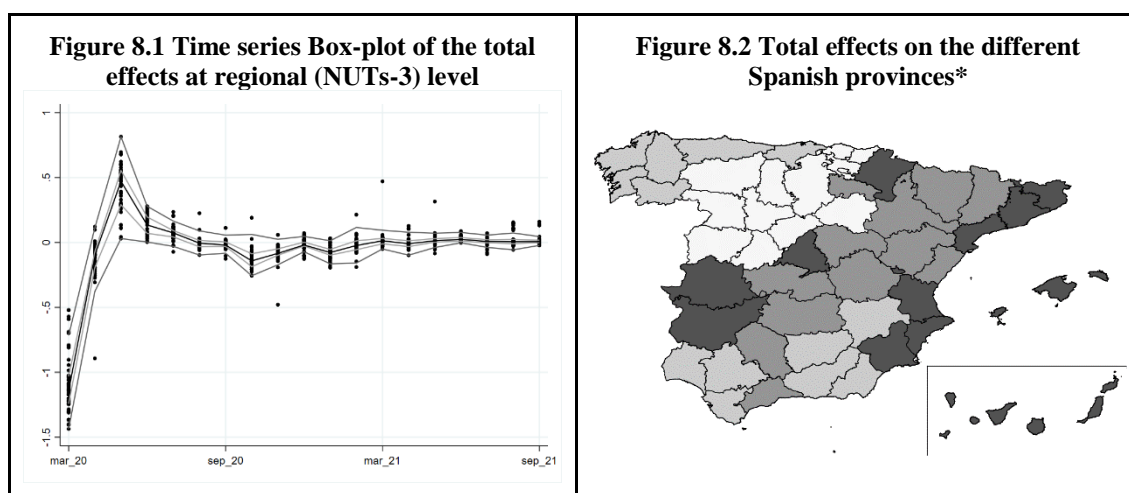 Figure 8.1 Time series Box-plot of the total
effects at regional (NUTs-3) level
1
.5
0
-.5
-1
-1.5
mar_20
sep_20
mar_21
sep_21
Figure 8.2 Total effects on the different
Spanish provinces*